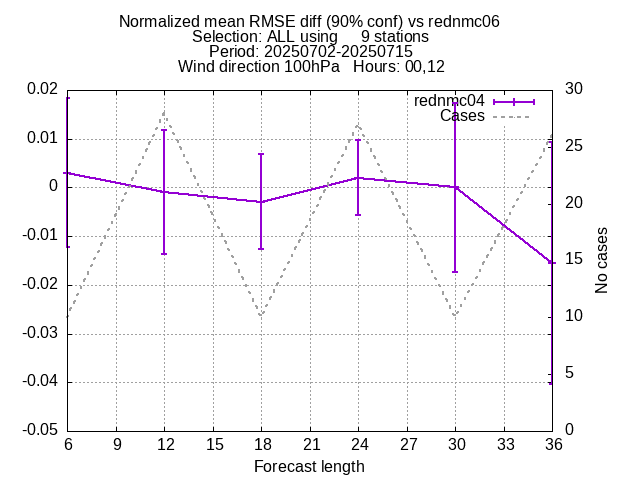 Normalized mean RMSE diff (90% conf) vs rednmc06
Selection: ALL using     9 stations
Period: 20250702-20250715
Wind direction 100hPa   Hours: 00,12
rednmc04
Cases
0.02
0.01
0
-0.01
-0.02
-0.03
-0.04
-0.05
30
25
20
15
10
5
0
No cases
6 9 12 15 18 21 24 27 30 33 36
Forecast length